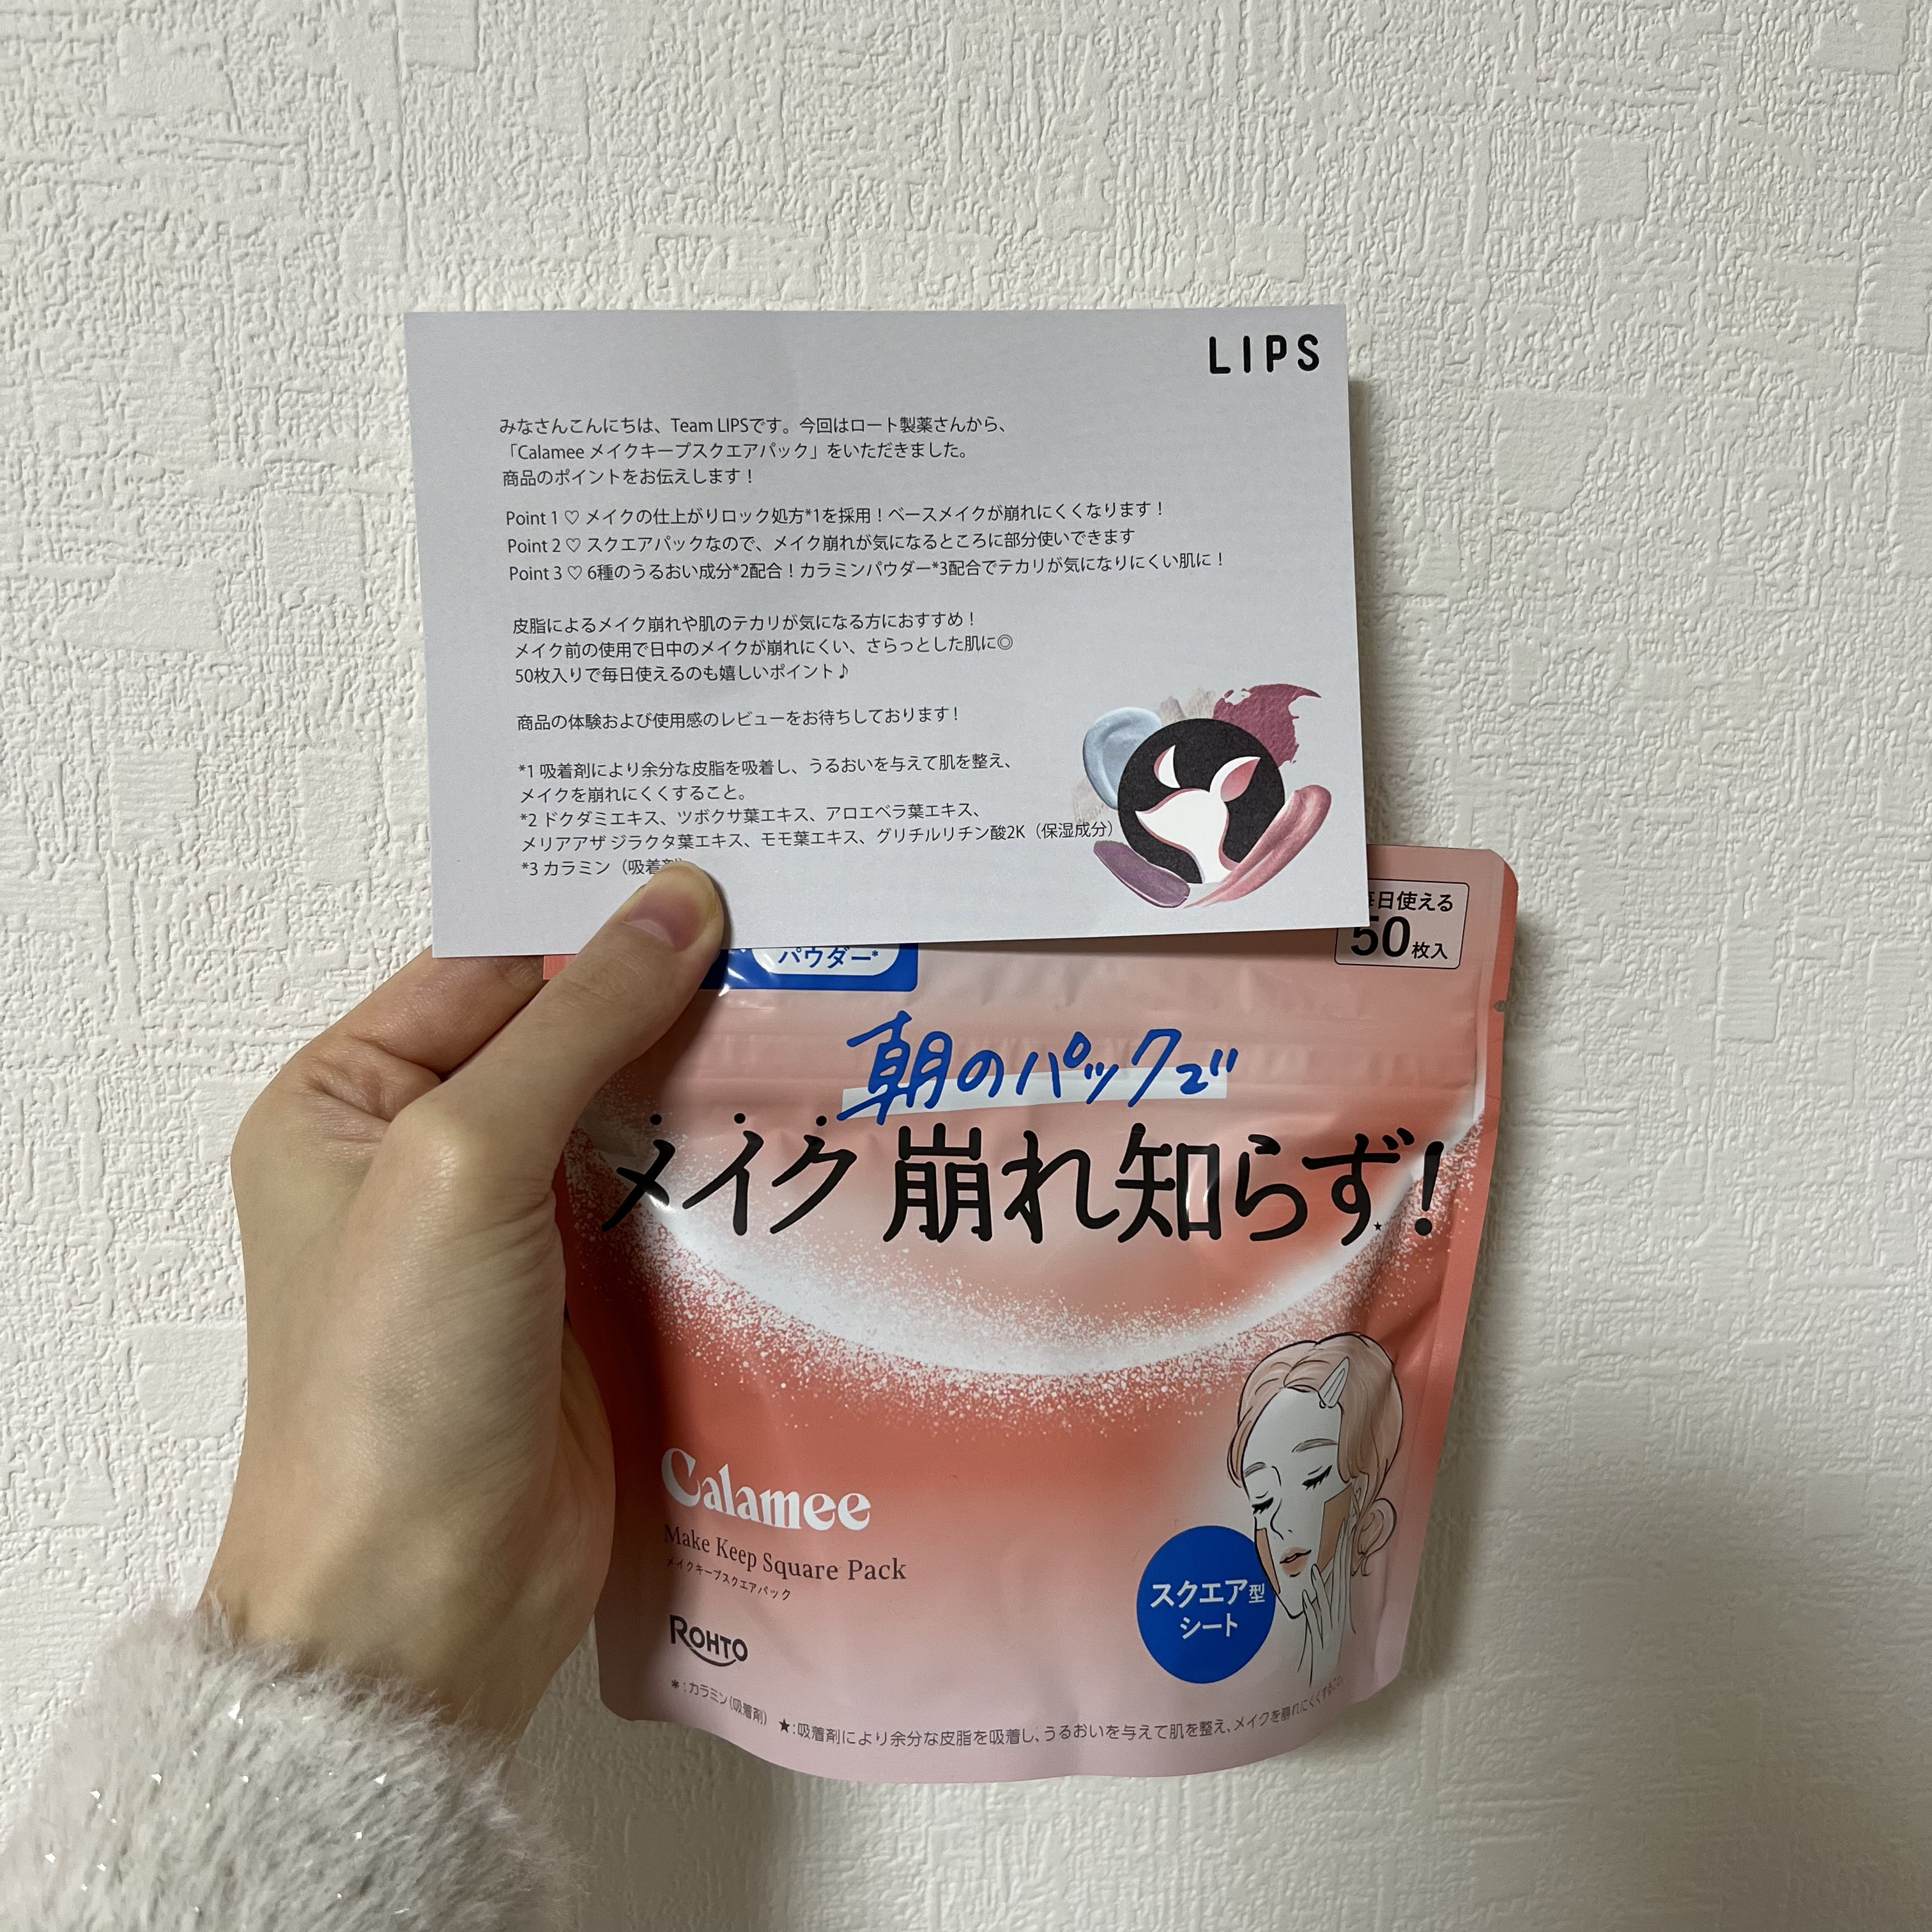 LIPS
みなさんこんにちは、Team LIPSです。今回はロート製薬さんから、
「Calamee メイクキープスクエアパック」をいただきました。
商品のポイントをお伝えします！
Point 1 ♡ メイクの仕上がりロック処方*1を採用！ベースメイクが崩れにくくなります！
Point 2 ♡ スクエアパックなので、メイク崩れが気になるところに部分使いできます
Point 3 ♡ 6種のうるおい成分*2配合！カラミンパウダー*3配合でテカリが気になりにくい肌に！
皮脂によるメイク崩れや肌のテカリが気になる方におすすめ！
メイク前の使用で日中のメイクが崩れにくい、さらっとした肌に◎
50枚入りで毎日使えるのも嬉しいポイント♪
商品の体験および使用感のレビューをお待ちしております！
*1 吸着剤により余分な皮脂を吸着し、うるおいを与えて肌を整え、
メイクを崩れにくくすること。
*2 ドクダミエキス、ツボクサ葉エキス、アロエベラ葉エキス、
メリアアザ ジラクタ葉エキス、モモ葉エキス、グリチルリチン酸2K（保湿成分）
*3 カラミン（吸着
日使える
50枚入
パウダー*
朝のパックで
メイク崩れ知らず★!
Calamee
Make Keep Square Pack
メイクキープスクエアパック
スクエア型
シート
ROHTO
*:カラミン(吸着剤) ★:吸着剤により余分な皮脂を吸着し、うるおいを与えて肌を整え、メイクを崩れにくくすること。